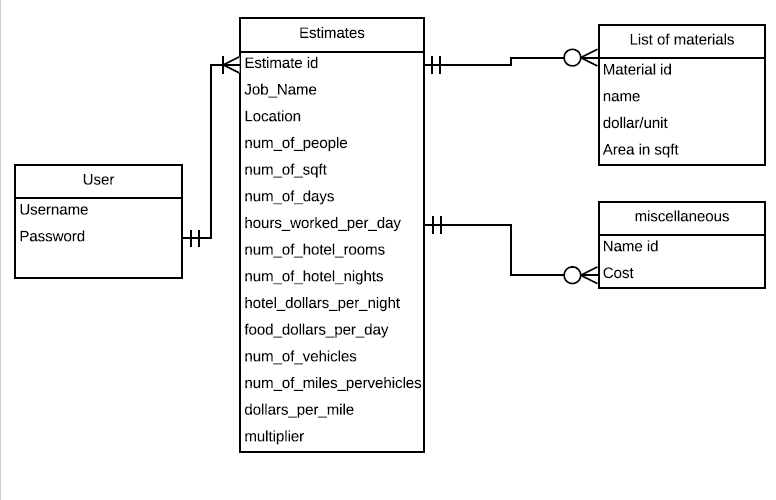 Estimates
Estimate id
Job_Name
Location
num_of_people
num_of_sqft
num_of_days
hours_worked_per_day
num_of_hotel_rooms
num_of_hotel_nights
hotel_dollars_per_night
food_dollars_per_day
num_of_vehicles
num_of_miles_pervehicles
dollars_per_mile
multiplier
User
Username
Password
List of materials
Material id
name
dollar/unit
Area in sqft
miscellaneous
Name id
Cost